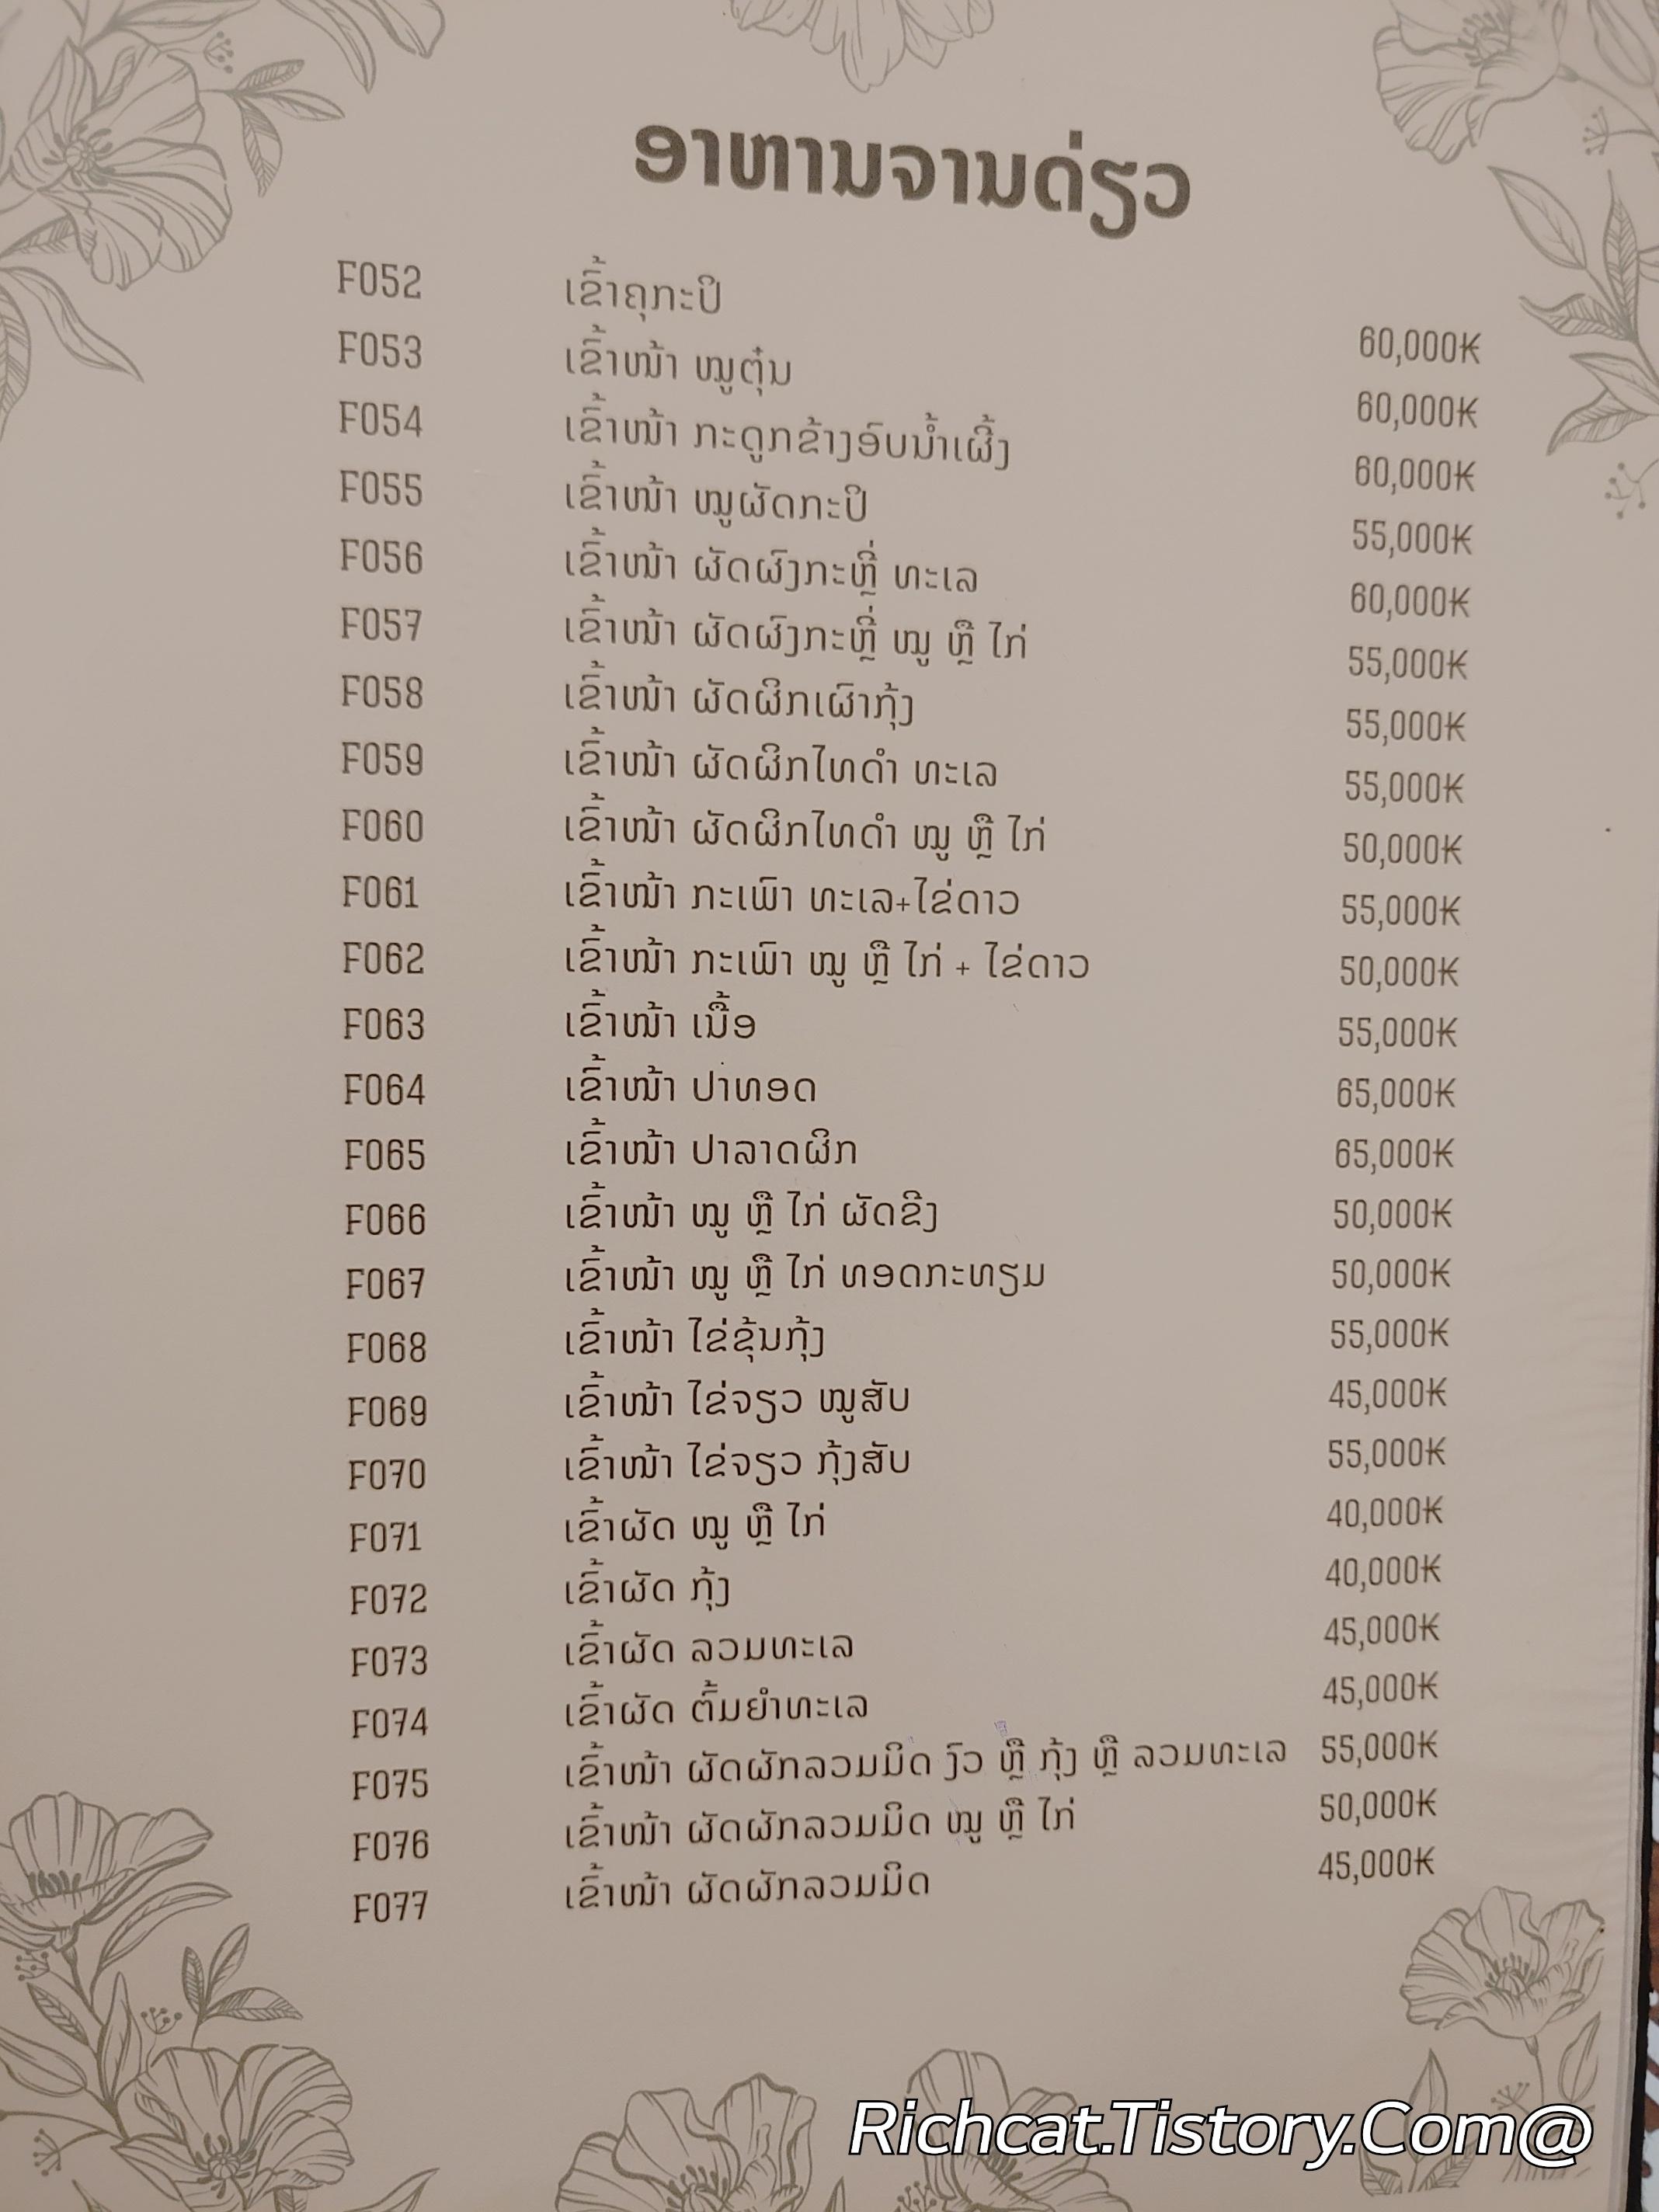 ອາຫານຈານດ່ຽວ
F052 ເຂົ້າຄຸກະປິ 60,000₭
F053 ເຂົ້າໜ້າ ໝູຕຸ໋ນ 60,000₭
F054 ເຂົ້າໜ້າ ກະດູກຂ້າງອົບນ້ຳເຜິ້ງ 60,000₭
F055 ເຂົ້າໜ້າ ໝູຜັດກະປິ 55,000₭
F056 ເຂົ້າໜ້າ ຜັດຜົງກະຫຼີ່ ທະເລ 60,000₭
F057 ເຂົ້າໜ້າ ຜັດຜົງກະຫຼີ່ ໝູ ຫຼື ໄກ່ 55,000₭
F058 ເຂົ້າໜ້າ ຜັດຜິກເຜົາກຸ້ງ 55,000₭
F059 ເຂົ້າໜ້າ ຜັດຜິກໄທດຳ ທະເລ 55,000₭
F060 ເຂົ້າໜ້າ ຜັດຜິກໄທດຳ ໝູ ຫຼື ໄກ່ 50,000₭
F061 ເຂົ້າໜ້າ ກະເພົາ ທະເລ+ໄຂ່ດາວ 55,000₭
F062 ເຂົ້າໜ້າ ກະເພົາ ໝູ ຫຼື ໄກ່ + ໄຂ່ດາວ 50,000₭
F063 ເຂົ້າໜ້າ ເນື້ອ 55,000₭
F064 ເຂົ້າໜ້າ ປາທອດ 65,000₭
F065 ເຂົ້າໜ້າ ປາລາດຜິກ 65,000₭
F066 ເຂົ້າໜ້າ ໝູ ຫຼື ໄກ່ ຜັດຂີງ 50,000₭
F067 ເຂົ້າໜ້າ ໝູ ຫຼື ໄກ່ ທອດກະທຽມ 50,000₭
F068 ເຂົ້າໜ້າ ໄຂ່ຂຸ້ນກຸ້ງ 55,000₭
F069 ເຂົ້າໜ້າ ໄຂ່ຈຽວ ໝູສັບ 45,000₭
F070 ເຂົ້າໜ້າ ໄຂ່ຈຽວ ກຸ້ງສັບ 55,000₭
F071 ເຂົ້າຜັດ ໝູ ຫຼື ໄກ່ 40,000₭
F072 ເຂົ້າຜັດ ກຸ້ງ 40,000₭
F073 ເຂົ້າຜັດ ລວມທະເລ 45,000₭
F074 ເຂົ້າຜັດ ຕົ້ມຍຳທະເລ 45,000₭
F075 ເຂົ້າໜ້າ ຜັດຜັກລວມມິດ ງົວ ຫຼື ກຸ້ງ ຫຼື ລວມທະເລ 55,000₭
F076 ເຂົ້າໜ້າ ຜັດຜັກລວມມິດ ໝູ ຫຼື ໄກ່ 50,000₭
F077 ເຂົ້າໜ້າ ຜັດຜັກລວມມິດ 45,000₭
Richcat.Tistory.Com@